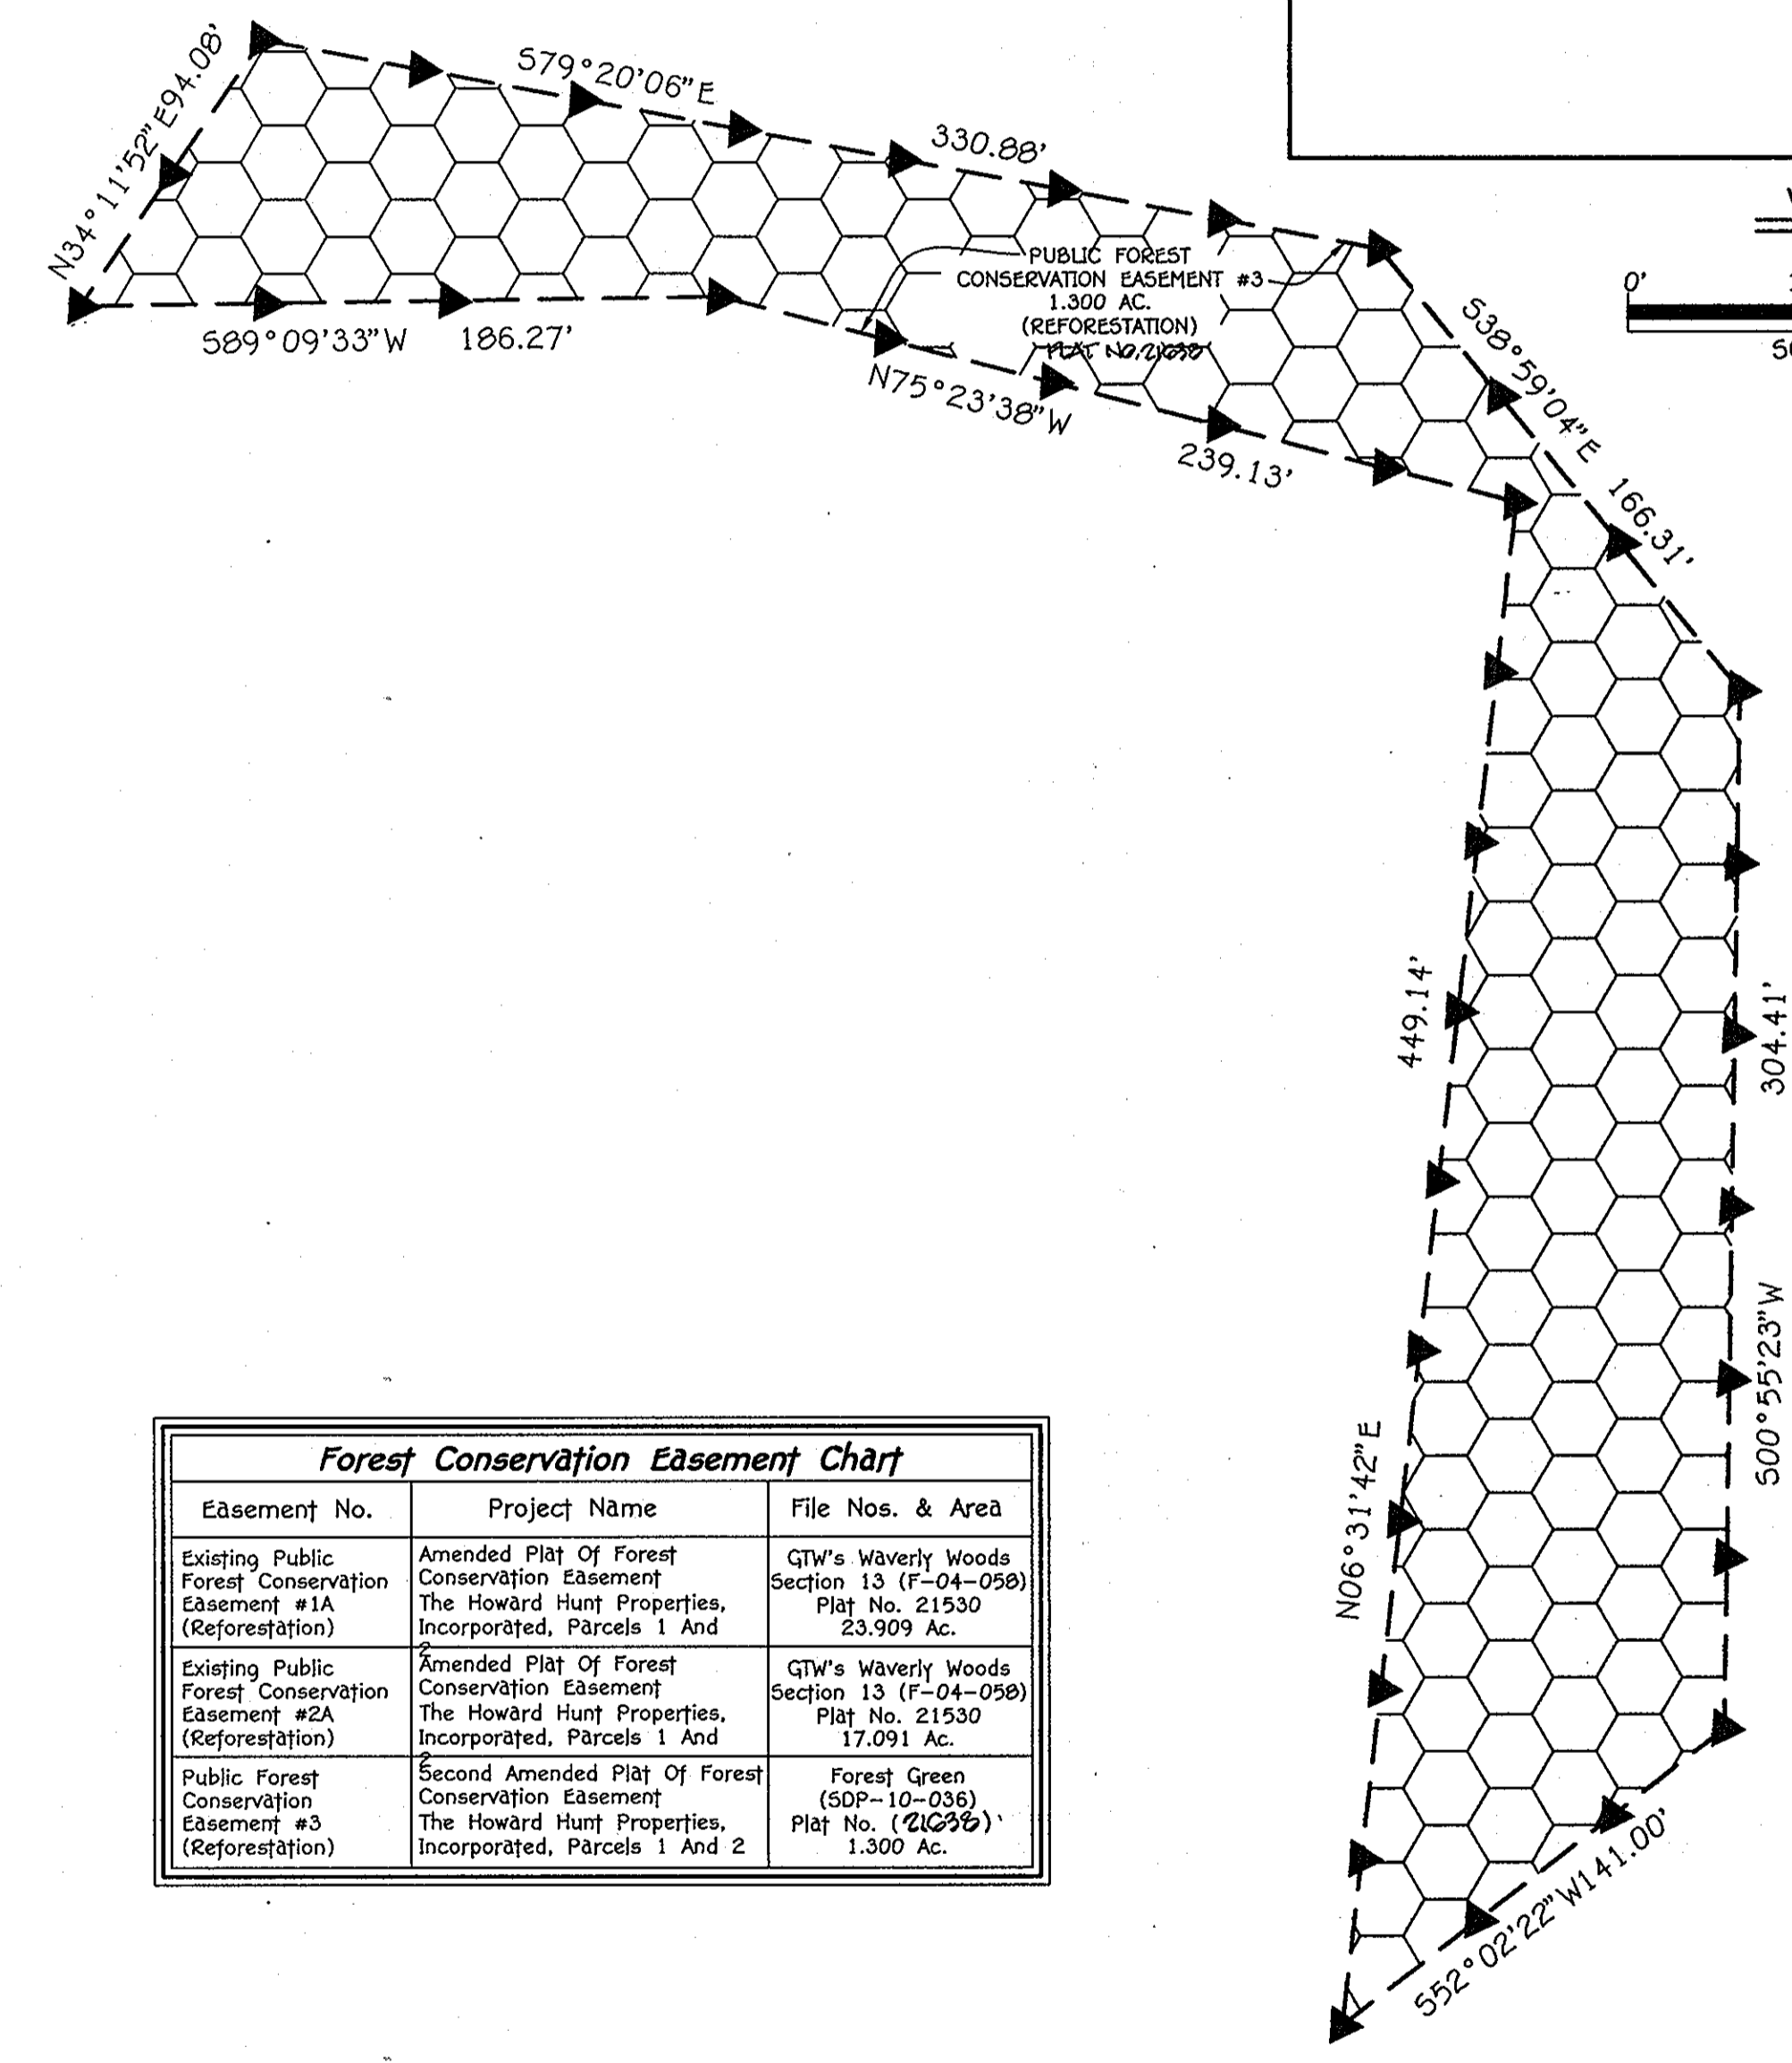 N34°11'52"E 94.08'
S79°20'06"E
330.88'
S89°09'33"W 186.27'
PUBLIC FOREST
CONSERVATION EASEMENT #3
1.300 AC.
(REFORESTATION)
PLAT NO. 21638
N75°23'38"W
239.13'
0'
S38°59'04"E
166.31'
449.14'
304.41'
N06°31'42"E
S00°55'23"W
S52°02'22"W 141.00'
Forest Conservation Easement Chart
Easement No. Project Name File Nos. & Area
Existing Public
Forest Conservation
Easement #1A
(Reforestation)
Amended Plat Of Forest
Conservation Easement
The Howard Hunt Properties,
Incorporated, Parcels 1 And
2
GTW's Waverly Woods
Section 13 (F-04-058)
Plat No. 21530
23.909 Ac.
Existing Public
Forest Conservation
Easement #2A
(Reforestation)
Amended Plat Of Forest
Conservation Easement
The Howard Hunt Properties,
Incorporated, Parcels 1 And
2
GTW's Waverly Woods
Section 13 (F-04-058)
Plat No. 21530
17.091 Ac.
Public Forest
Conservation
Easement #3
(Reforestation)
Second Amended Plat Of Forest
Conservation Easement
The Howard Hunt Properties,
Incorporated, Parcels 1 And 2
Forest Green
(SDP-10-036)
Plat No. (21638)
1.300 Ac.